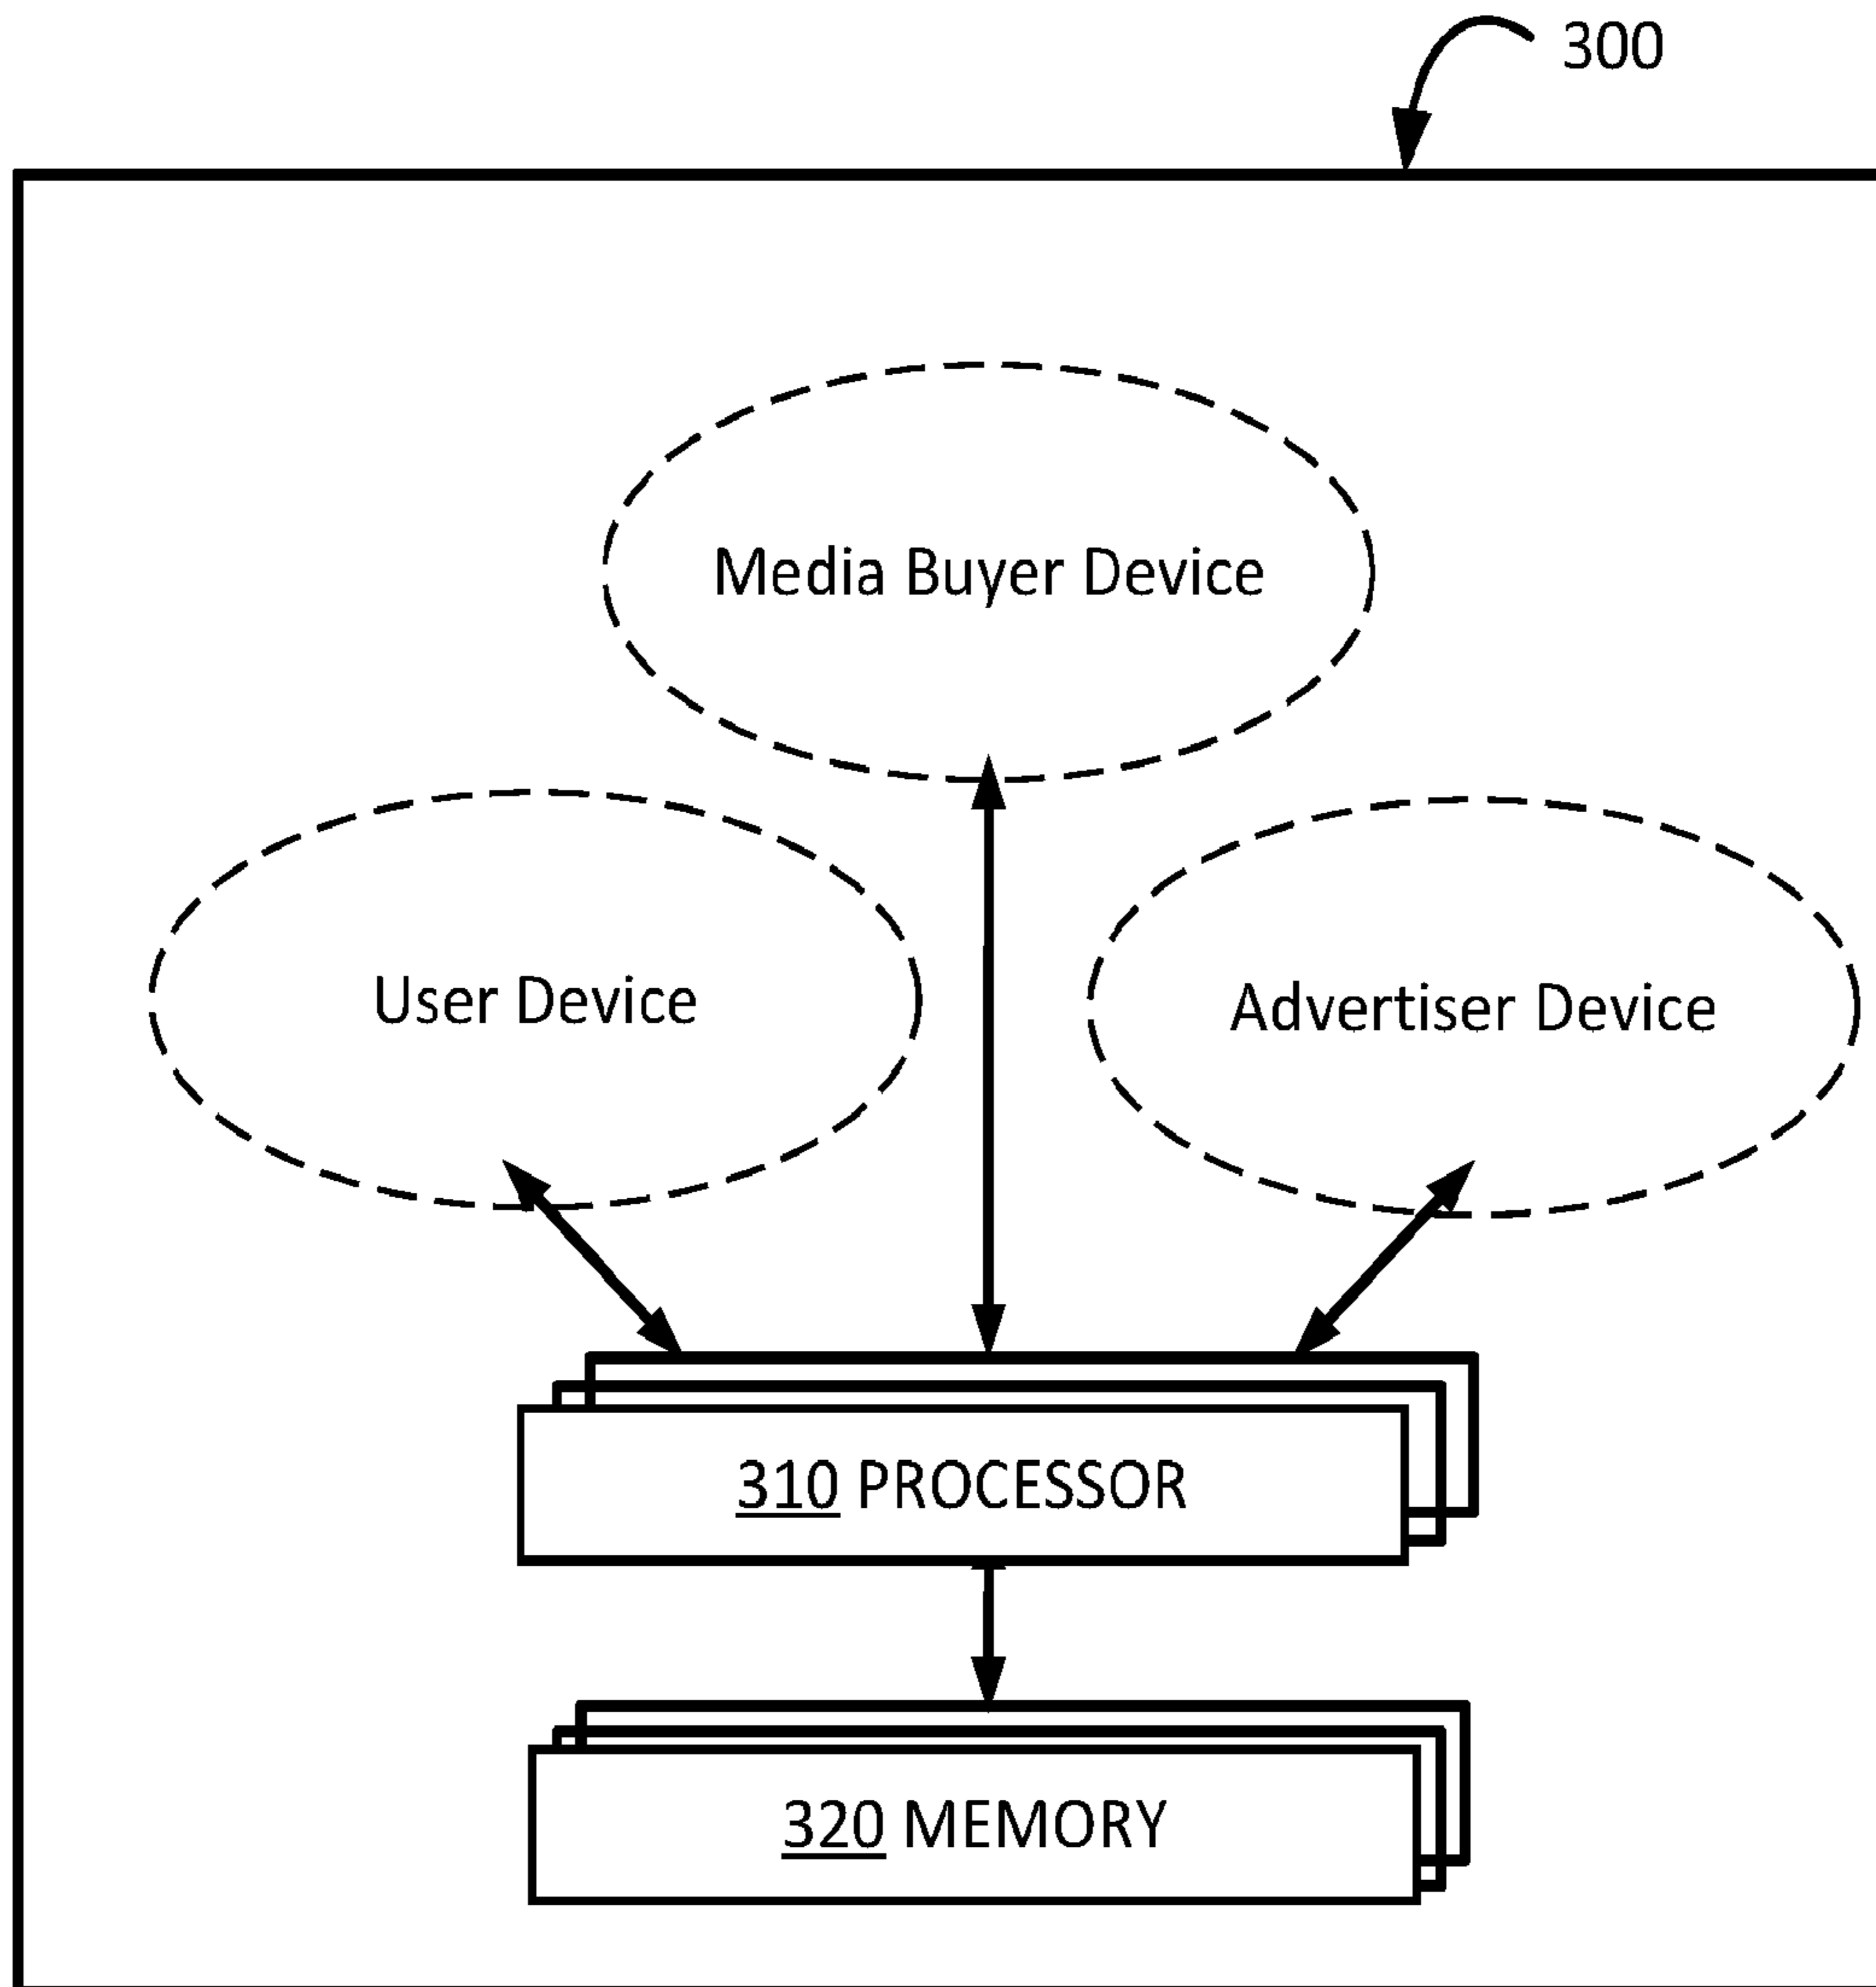 300
Media Buyer Device
User Device
Advertiser Device
310 PROCESSOR
320 MEMORY